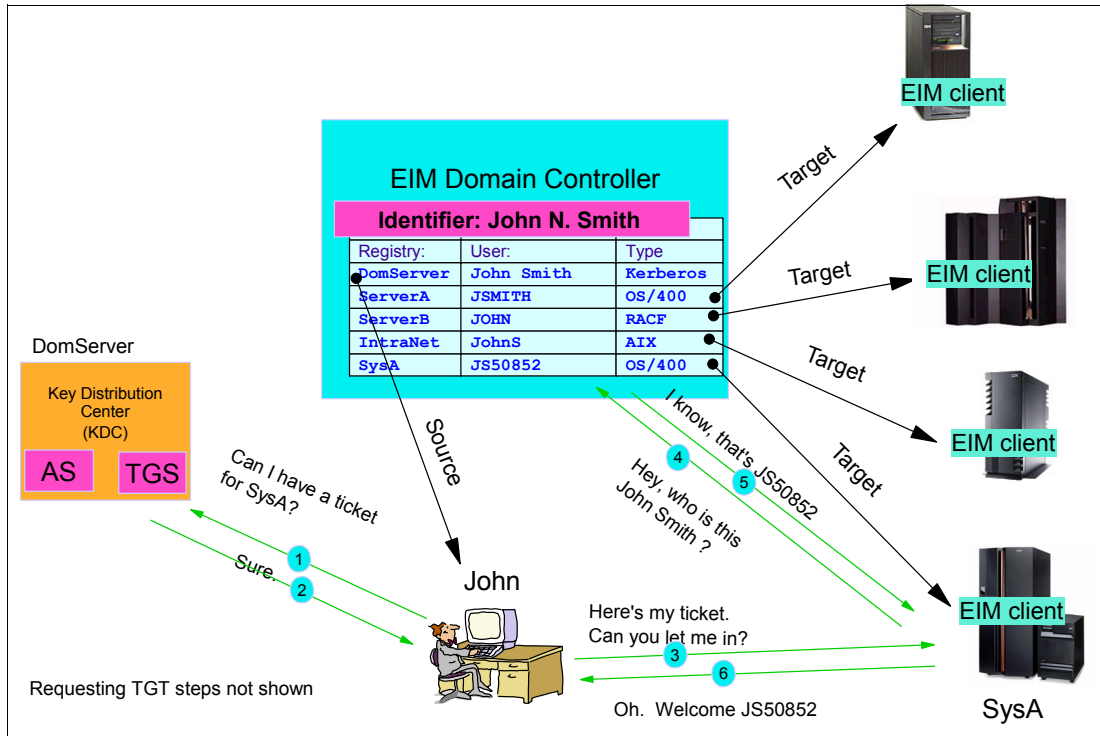 EIM client
Target
EIM Domain Controller
Identifier: John N. Smith
Registry: User: Type
DomServer John Smith Kerberos
ServerA JSMITH OS/400
ServerB JOHN RACF
IntraNet JohnS AIX
SysA JS50852 OS/400
Target
EIM client
Target
EIM client
Target
EIM client
SysA
DomServer
Key Distribution
Center
(KDC)
AS TGS
Source
Can I have a ticket
for SysA?
1
Sure.
2
John
Here's my ticket.
Can you let me in?
3
4
Hey, who is this
John Smith ?
I know, that's JS50852
5
6
Oh. Welcome JS50852
Requesting TGT steps not shown